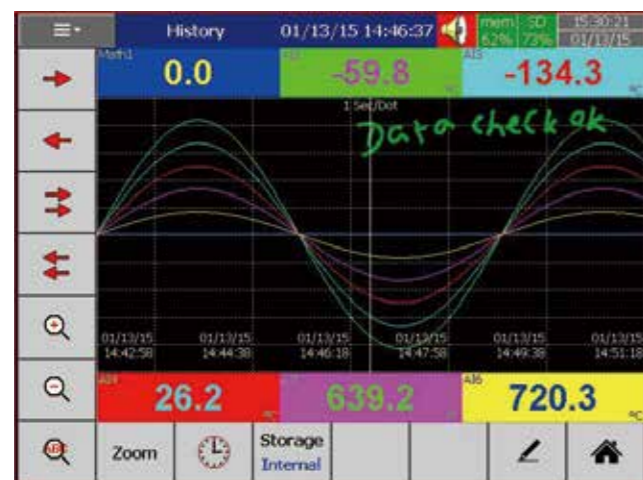 History 01/13/15 14:46:37 mem 62% SD 73% 15:30:21 01/13/15
Math1 0.0 -59.8 °C AI3 -134.3 °C
1 Sec/Dot
Data check ok
01/13/15 01/13/15 01/13/15 01/13/15 01/13/15 01/13/15
14:42:58 14:44:38 14:46:18 14:47:58 14:49:38 14:51:18
26.2 °C 639.2 AI6 720.3 °C
Zoom Storage Internal
ABC